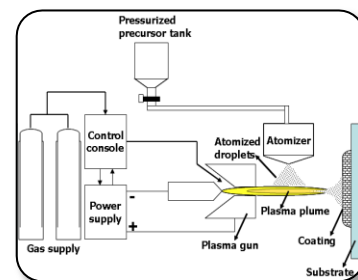 Pressurized
precursor tank
Control
console
Atomizer
Atomized
droplets
Power
supply
-
+
Plasma plume
Gas supply
Plasma gun
Coating
Substrate